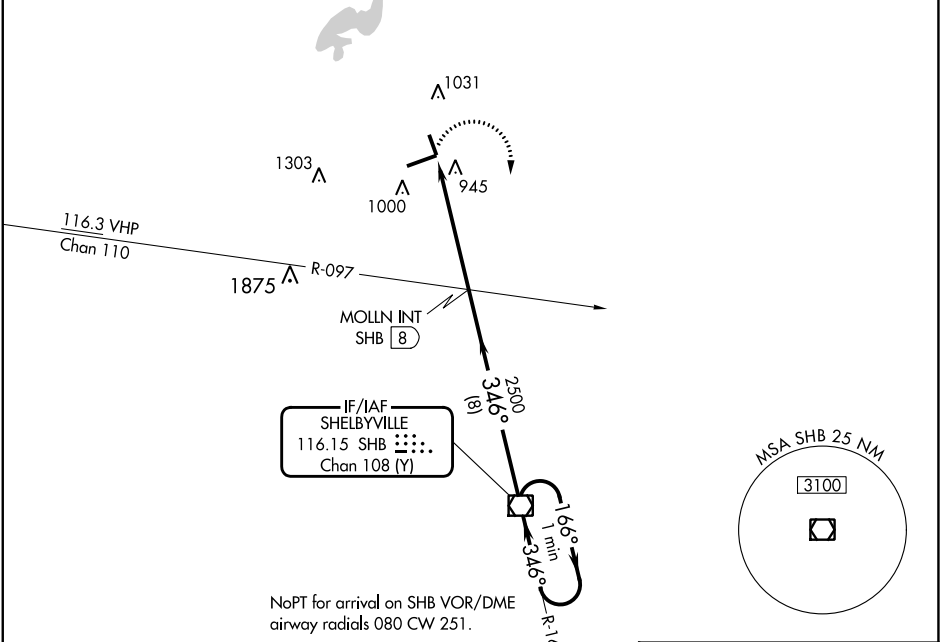 1031
1303
945
1000
116.3 VHP
Chan 110
R-097
1875
MOLLN INT
SHB 8
2500
346°
(8)
IF/IAF
SHELBYVILLE
116.15 SHB
Chan 108 (Y)
MSA SHB 25 NM
3100
166°
1 min
346°
NoPT for arrival on SHB VOR/DME
airway radials 080 CW 251.